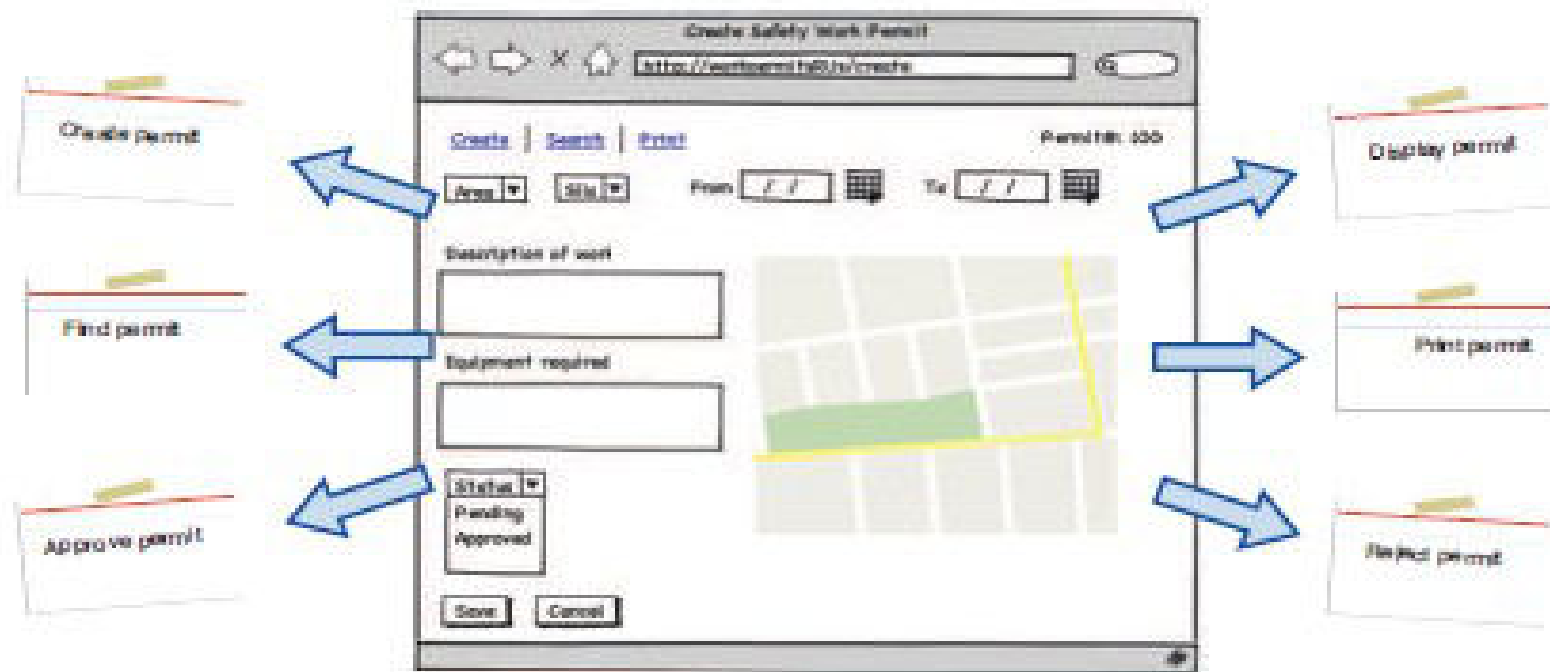 Create Safety Work Permit
Create permit
Create | Search | Print
Display permit
Area
From / /
To / /
Description of work
Find permit
Print permit
Equipment required
Status
Pending
Approved
Approve permit
Reject permit
Save
Cancel